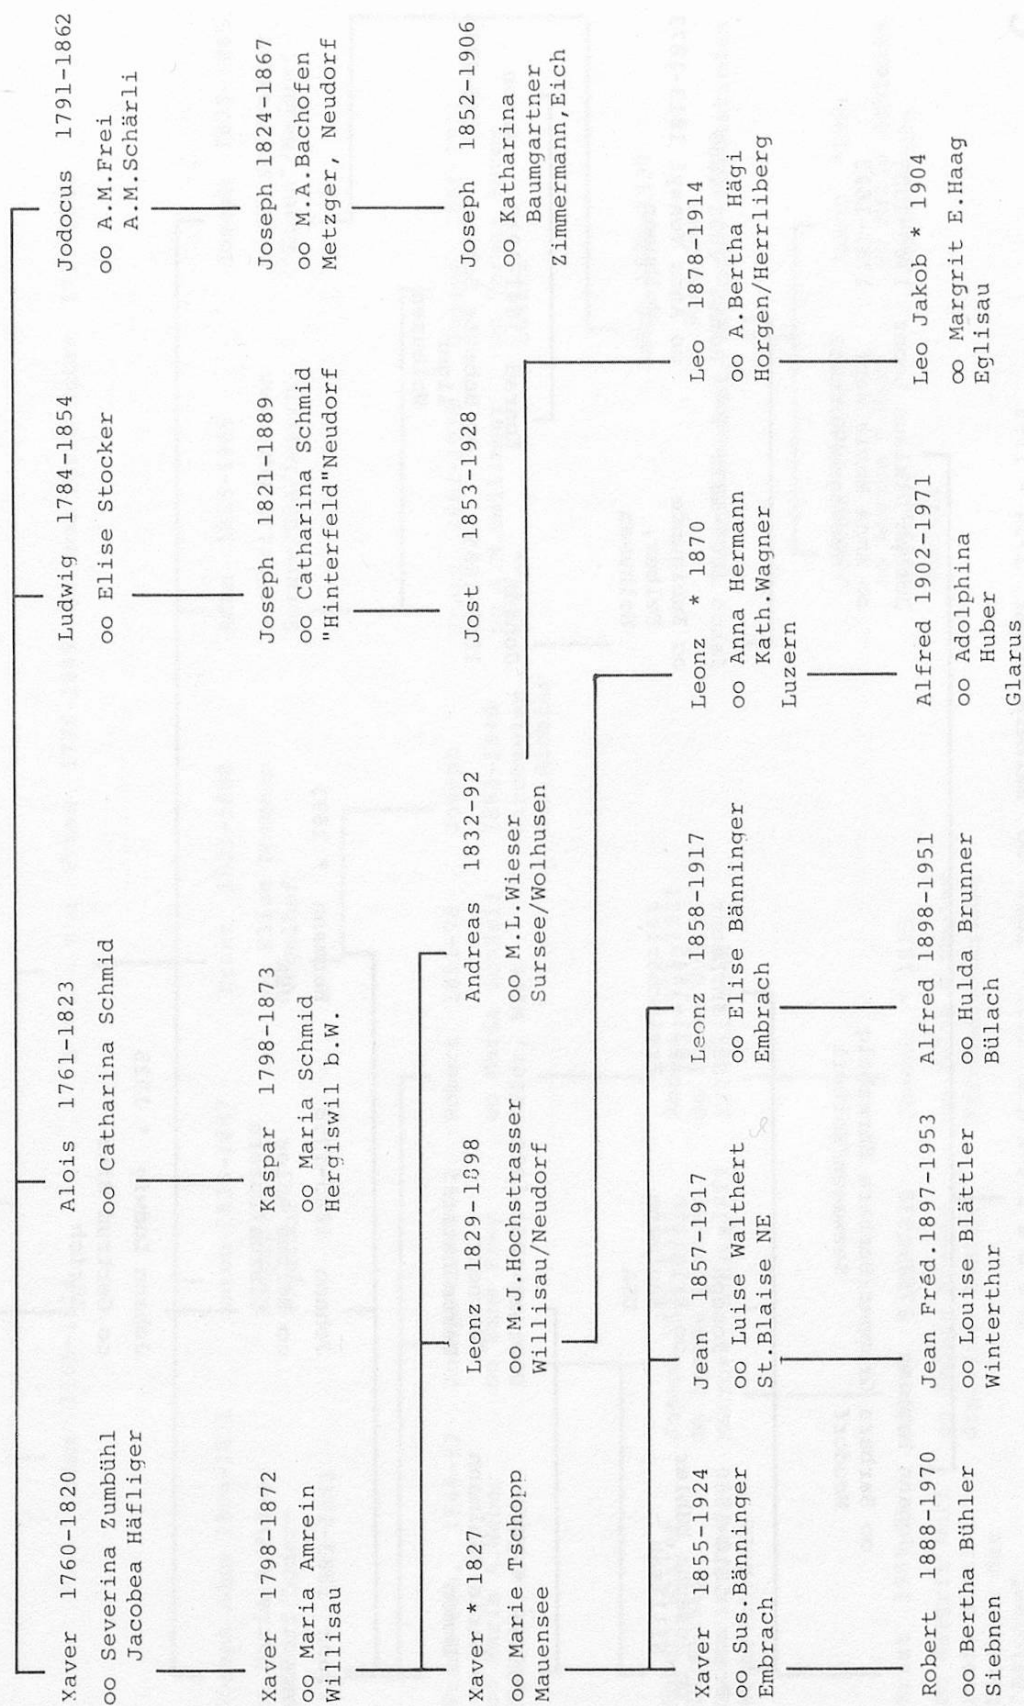 Xaver 1760-1820
oo Severina Zumbühl
Jacobea Häfliger
Alois 1761-1823
oo Catharina Schmid
Ludwig 1784-1854
oo Elise Stocker
Jodocus 1791-1862
oo A.M.Frei
A.M.Schärli
Xaver 1798-1872
oo Maria Amrein
Willisau
Kaspar 1798-1873
oo Maria Schmid
Hergiswil b.W.
Joseph 1821-1889
oo Catharina Schmid
"Hinterfeld"Neudorf
Joseph 1824-1867
oo M.A.Bachofen
Metzger, Neudorf
Xaver * 1827
oo Marie Tschopp
Mauensee
Leonz 1829-1898
oo M.J.Hochstrasser
Willisau/Neudorf
Andreas 1832-92
oo M.L.Wieser
Sursee/Wolhusen
Jost 1853-1928
Joseph 1852-1906
oo Katharina
Baumgartner
Zimmermann,Eich
Xaver 1855-1924
oo Sus.Bänninger
Embrach
Jean 1857-1917
oo Luise Walthert
St.Blaise NE
Leonz 1858-1917
oo Elise Bänninger
Embrach
Leonz * 1870
oo Anna Hermann
Kath.Wagner
Luzern
Leo 1878-1914
oo A.Bertha Hägi
Horgen/Herrliberg
Robert 1888-1970
oo Bertha Bühler
Siebnen
Jean Fréd.1897-1953
oo Louise Blättler
Winterthur
Alfred 1898-1951
oo Hulda Brunner
Bülach
Alfred 1902-1971
oo Adolphina
Huber
Glarus
Leo Jakob * 1904
oo Margrit E.Haag
Eglisau